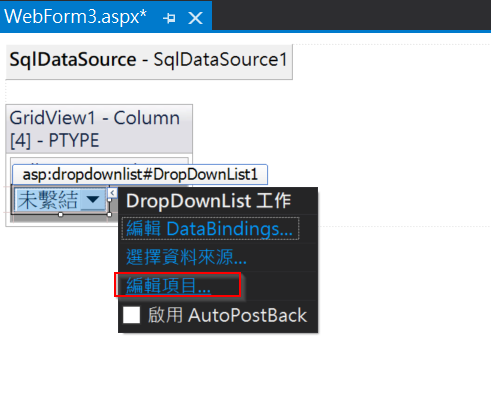 WebForm3.aspx*
SqlDataSource - SqlDataSource1
GridView1 - Column
[4] - PTYPE
asp:dropdownlist#DropDownList1
未繫結
DropDownList 工作
編輯 DataBindings...
選擇資料來源...
編輯項目...
啟用 AutoPostBack